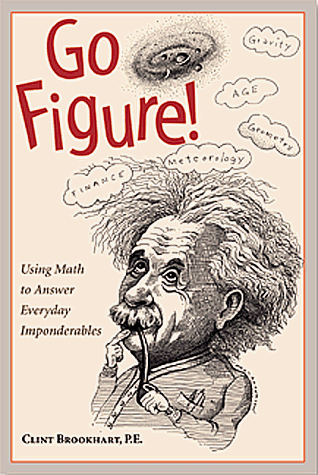 Go
Figure!
Gravity
AGE
Geometry
Meteorology
FINANCE
Using Math
to Answer
Everyday
Imponderables
CLINT BROOKHART, P.E.